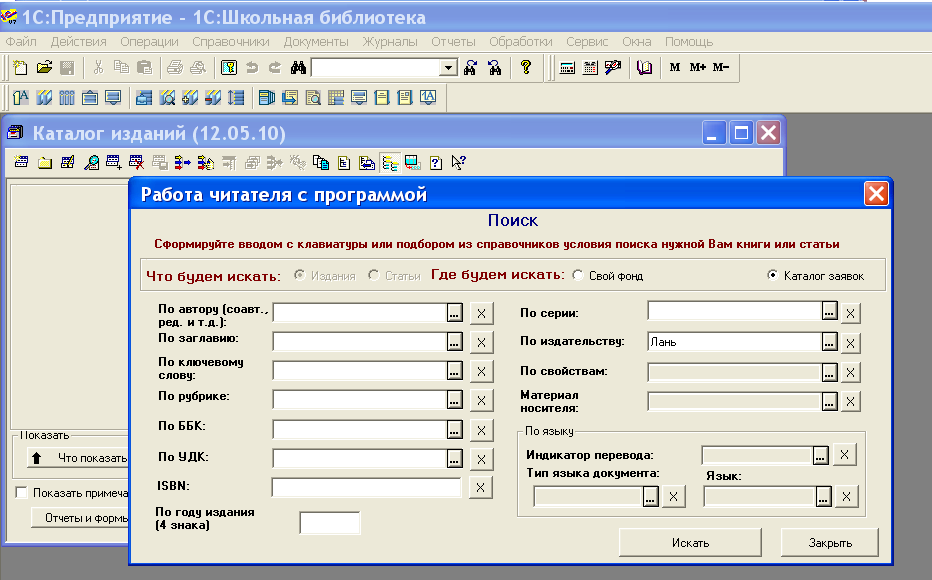 1С:Предприятие - 1С:Школьная библиотека
Файл Действия Операции Справочники Документы Журналы Отчеты Обработки Сервис Окна Помощь
M M+ M-
Каталог изданий (12.05.10)
Работа читателя с программой
Поиск
Сформируйте вводом с клавиатуры или подбором из справочников условия поиска нужной Вам книги или статьи
Что будем искать: Издания Статьи Где будем искать: Свой фонд Каталог заявок
По автору (соавт.,
ред. и т.д.): ... X
По серии: ... X
По заглавию: ... X
По издательству: Лань ... X
По ключевому
слову: ... X
По свойствам: ... X
По рубрике: ... X
Материал
носителя: ... X
По ББК: ... X
По языку
По УДК: ... X
Индикатор перевода: ... X
Тип языка документа: Язык:
... X ... X
ISBN: X
По году издания
(4 знака)
Искать Закрыть
Показать
Что показать
Показать примеча
Отчеты и формы